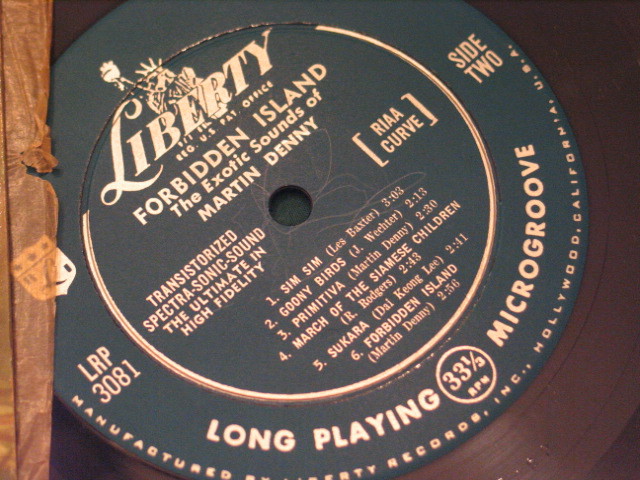 LIBERTY
REG. U.S. PAT. OFFICE
FORBIDDEN ISLAND
The Exotic Sounds of
MARTIN DENNY
SIDE
TWO
[ RIAA
CURVE ]
TRANSISTORIZED
SPECTRA-SONIC-SOUND
THE ULTIMATE IN
HIGH FIDELITY
1. SIM SIM (Les Baxter) 3:03
2. GOONY BIRDS (J. Wechter) 2:13
3. PRIMITIVA (Martin Denny) 2:30
4. MARCH OF THE SIAMESE CHILDREN
(R. Rodgers) 2:43
5. SUKARA (Dai Keong Lee) 2:41
6. FORBIDDEN ISLAND
(Martin Denny) 2:56
LRP
3081
LONG PLAYING 33⅓ RPM MICROGROOVE
MANUFACTURED BY LIBERTY RECORDS, INC., HOLLYWOOD, CALIFORNIA, U.S.A.